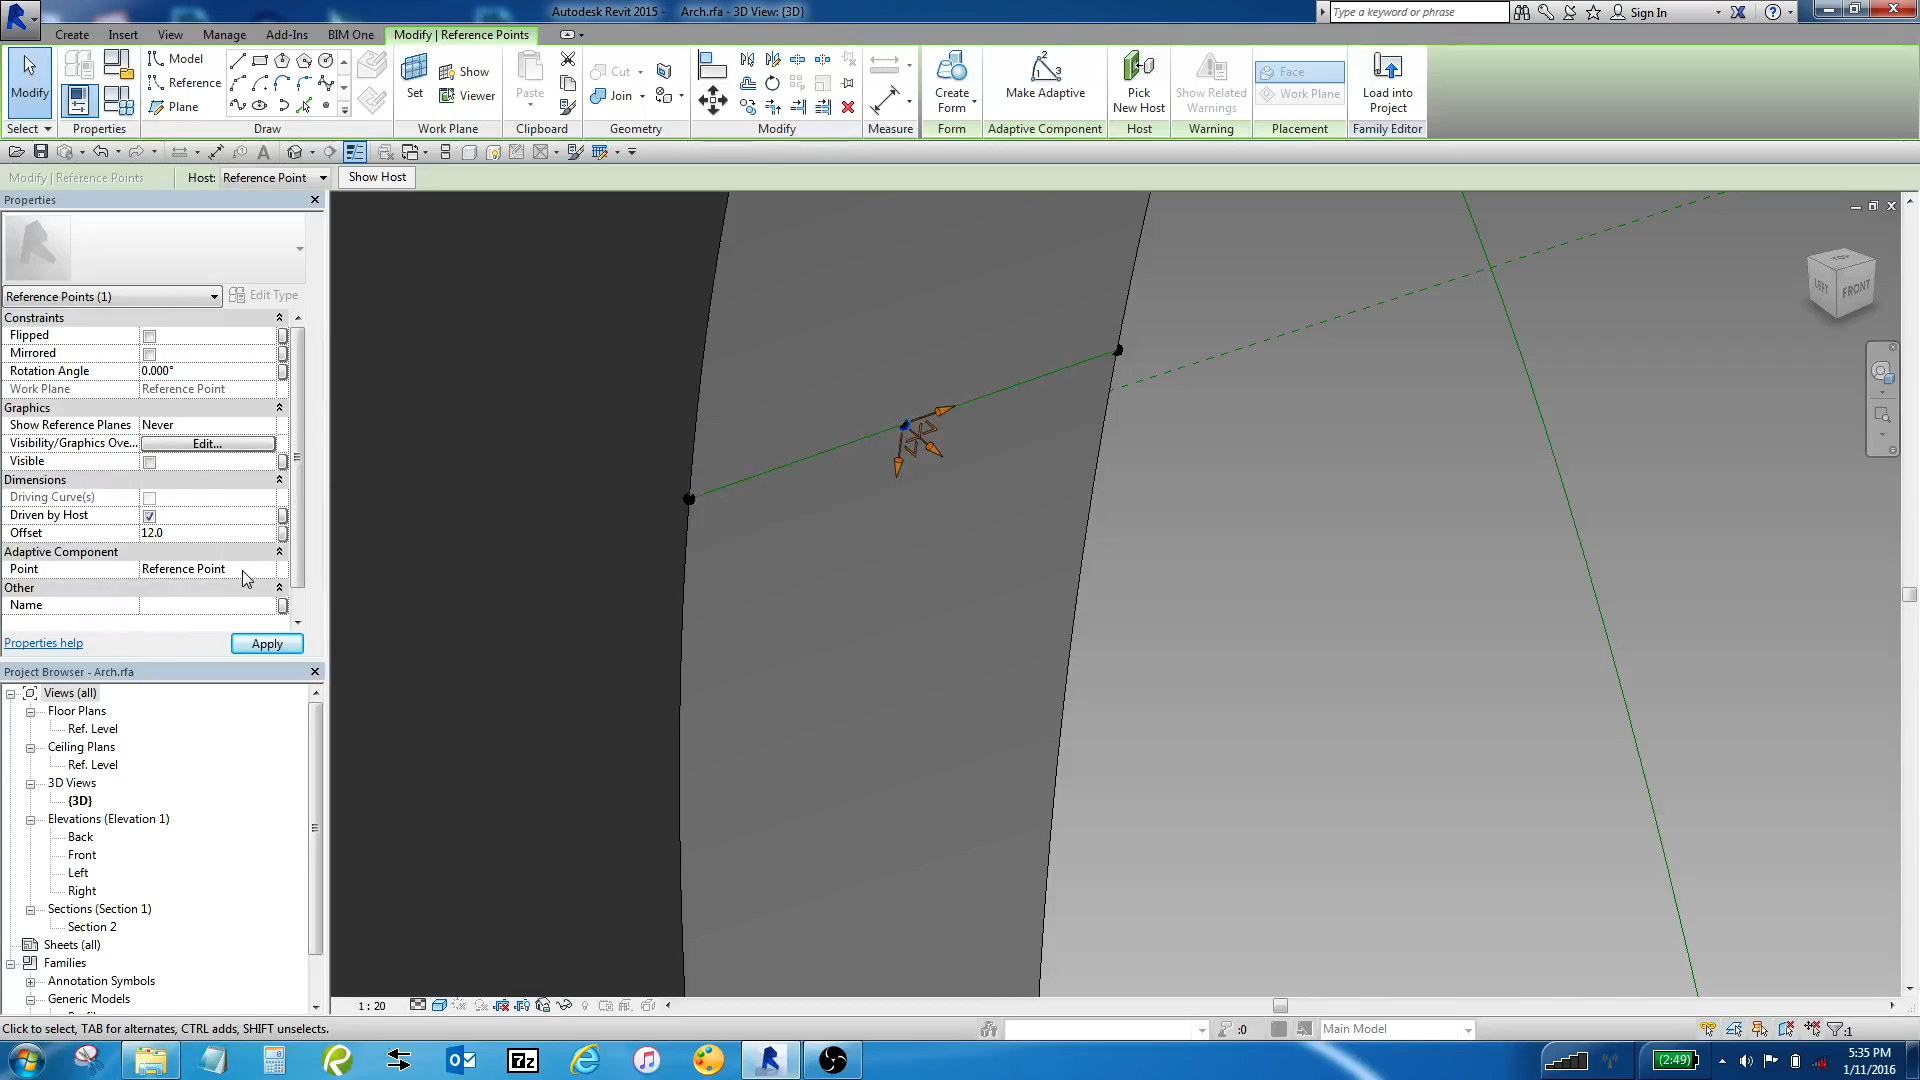 Autodesk Revit 2015 - Arch.rfa - 3D View: {3D}
Type a keyword or phrase
Sign In
Create Insert View Manage Add-Ins BIM One Modify | Reference Points
Modify
Select
Properties
Model
Reference
Plane
Draw
Set
Show
Viewer
Work Plane
Paste
Clipboard
Cut
Join
Geometry
Modify
Measure
Create
Form
Form
Make Adaptive
Adaptive Component
Pick
New Host
Host
Show Related
Warnings
Warning
Face
Work Plane
Placement
Load into
Project
Family Editor
Modify | Reference Points
Host: Reference Point
Show Host
Properties
Reference Points (1)
Edit Type
Constraints
Flipped
Mirrored
Rotation Angle 0.000°
Work Plane Reference Point
Graphics
Show Reference Planes Never
Visibility/Graphics Ove... Edit...
Visible
Dimensions
Driving Curve(s)
Driven by Host
Offset 12.0
Adaptive Component
Point Reference Point
Other
Name
Properties help
Apply
Project Browser - Arch.rfa
Views (all)
Floor Plans
Ref. Level
Ceiling Plans
Ref. Level
3D Views
{3D}
Elevations (Elevation 1)
Back
Front
Left
Right
Sections (Section 1)
Section 2
Sheets (all)
Families
Annotation Symbols
Generic Models
TOP
LEFT
FRONT
1 : 20
Click to select, TAB for alternates, CTRL adds, SHIFT unselects.
:0
Main Model
:1
(2:49)
5:35 PM
1/11/2016